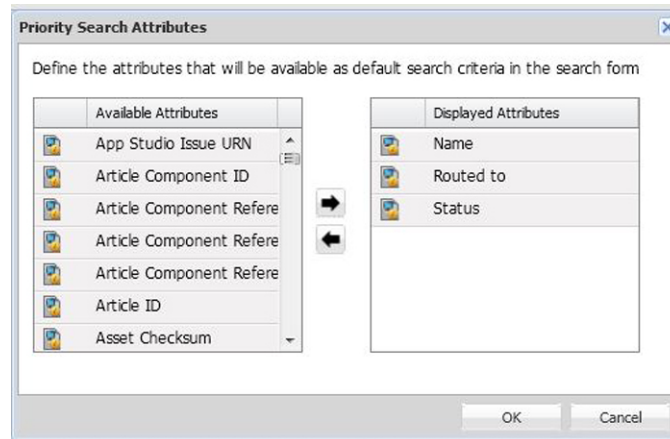 Priority Search Attributes
Define the attributes that will be available as default search criteria in the search form
Available Attributes
App Studio Issue URN
Article Component ID
Article Component Refere
Article Component Refere
Article Component Refere
Article ID
Asset Checksum
Displayed Attributes
Name
Routed to
Status
OK
Cancel